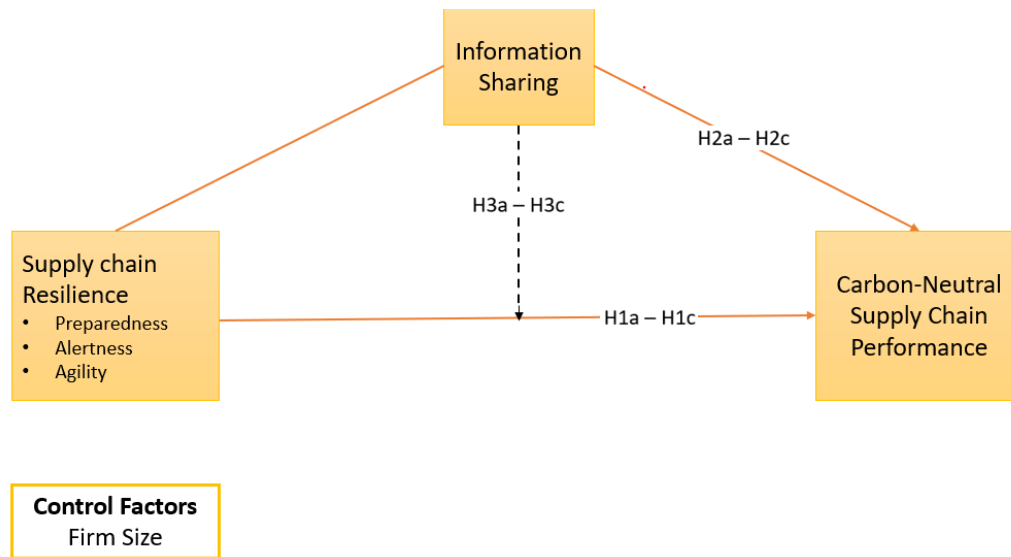 Information
Sharing
H2a – H2c
H3a – H3c
Supply chain
Resilience
• Preparedness
• Alertness
• Agility
H1a – H1c
Carbon-Neutral
Supply Chain
Performance
Control Factors
Firm Size